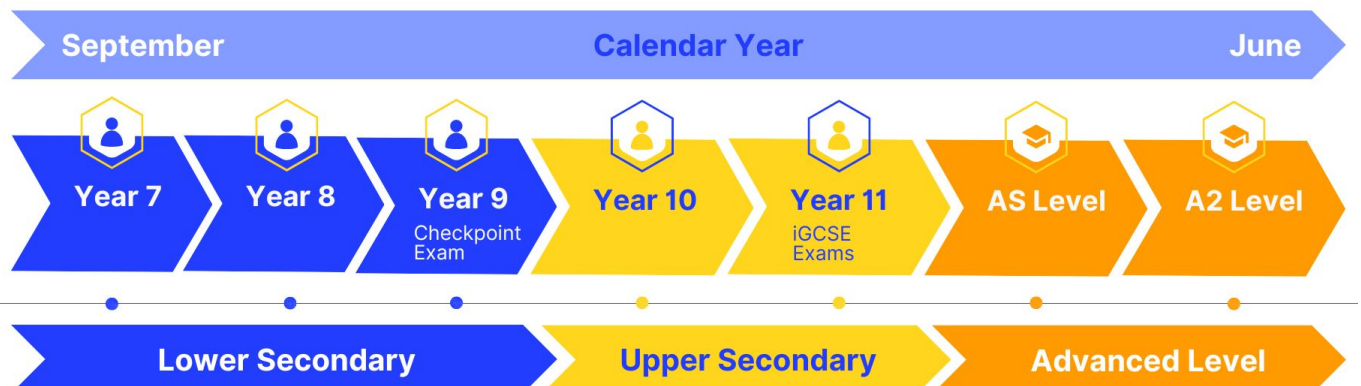 September Calendar Year June
Year 7
Year 8
Year 9
Checkpoint
Exam
Year 10
Year 11
iGCSE
Exams
AS Level
A2 Level
Lower Secondary
Upper Secondary
Advanced Level